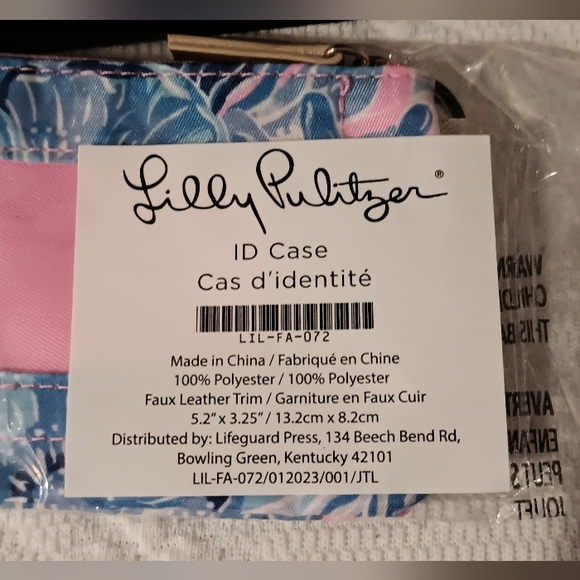 Lilly Pulitzer®
ID Case
Cas d'identité
LIL-FA-072
Made in China / Fabriqué en Chine
100% Polyester / 100% Polyester
Faux Leather Trim / Garniture en Faux Cuir
5.2" x 3.25" / 13.2cm x 8.2cm
Distributed by: Lifeguard Press, 134 Beech Bend Rd,
Bowling Green, Kentucky 42101
LIL-FA-072/012023/001/JTL
THIS